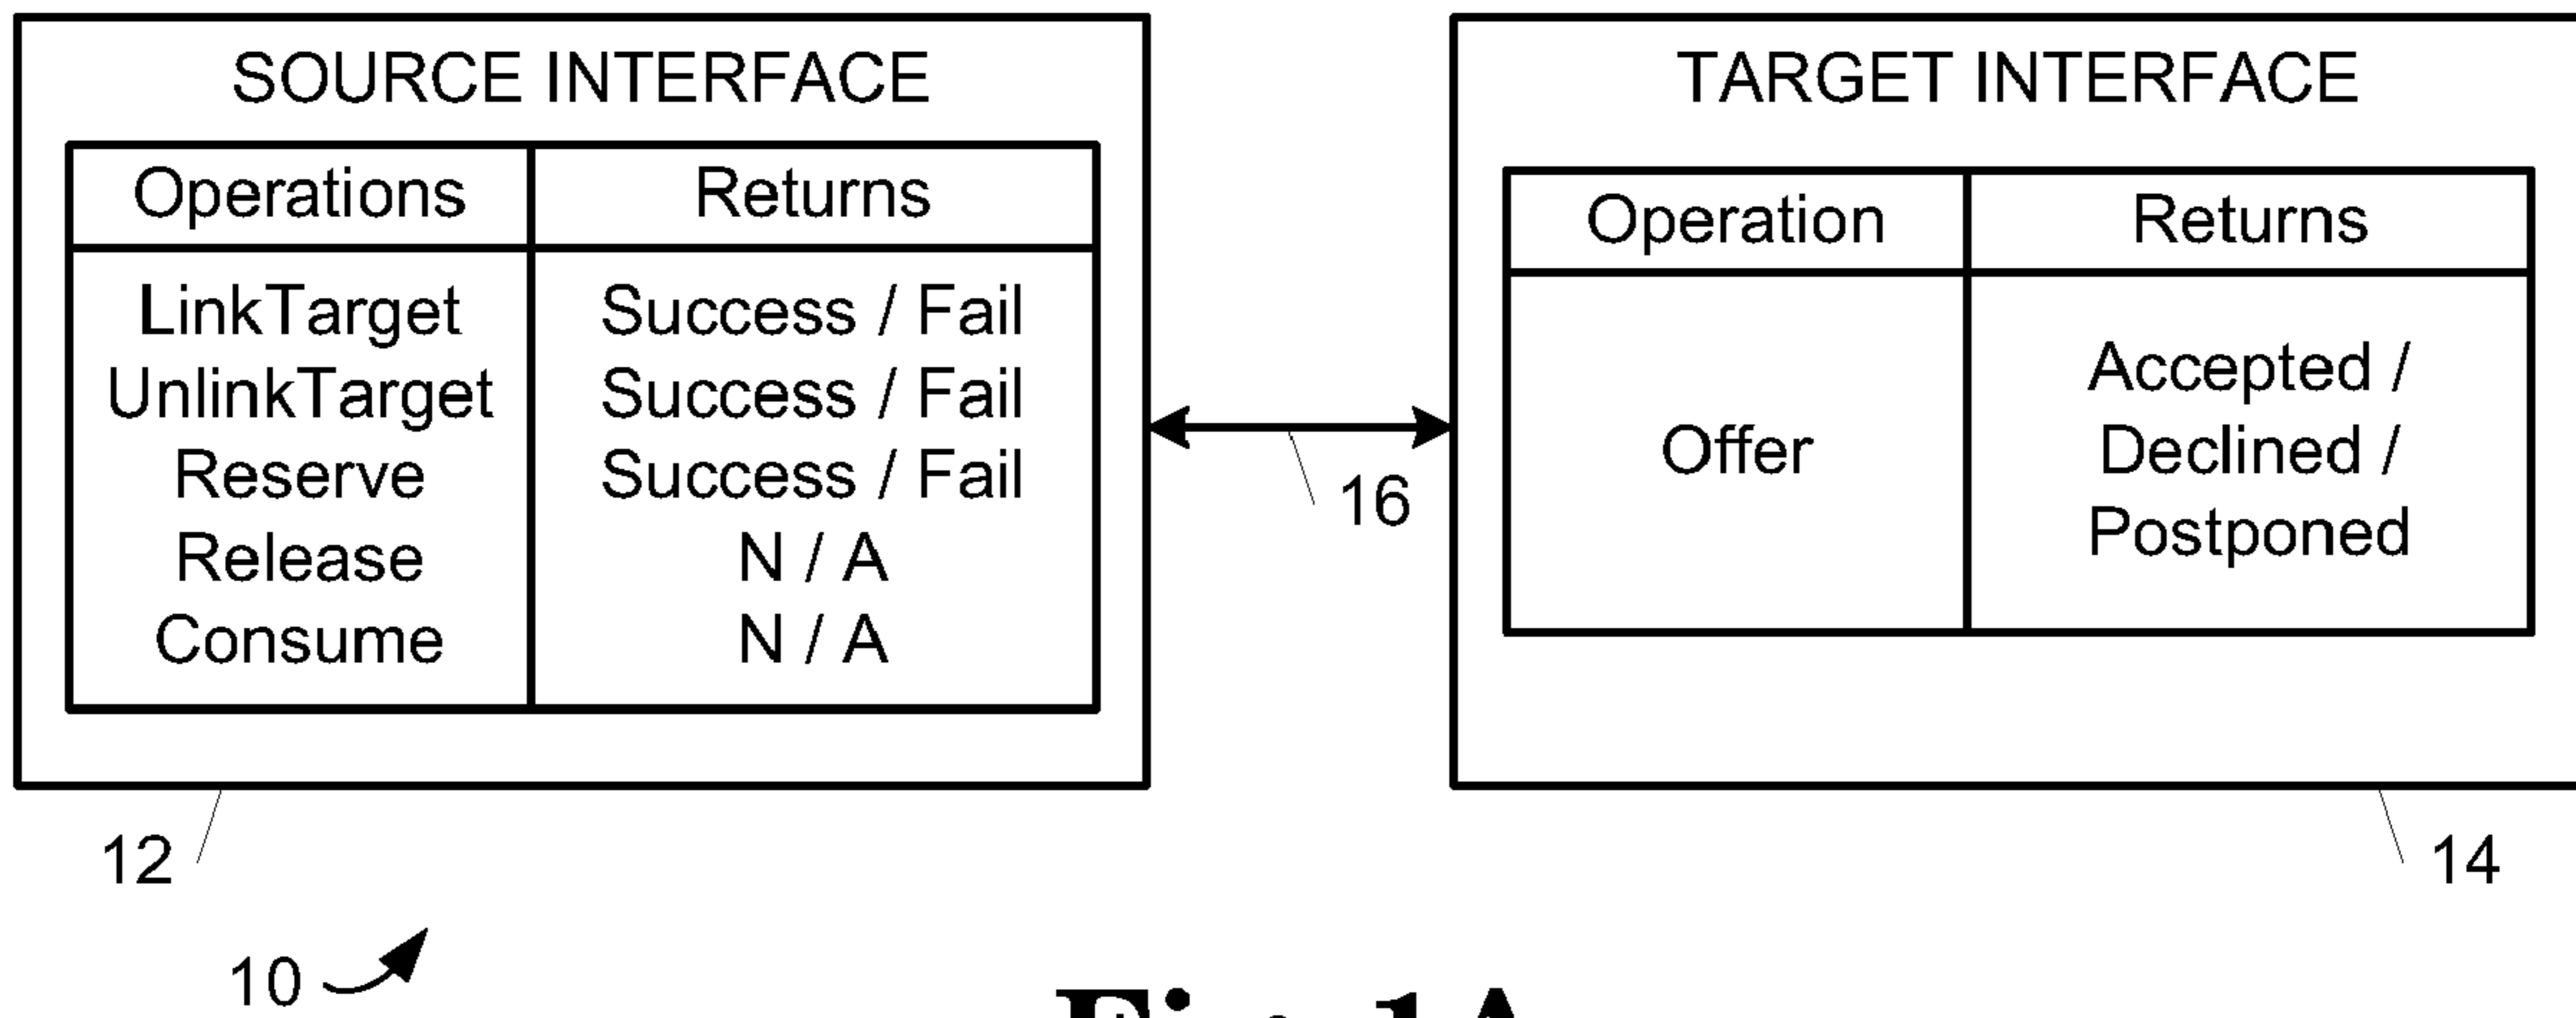 SOURCE INTERFACE
Operations Returns
LinkTarget Success / Fail
UnlinkTarget Success / Fail
Reserve Success / Fail
Release N / A
Consume N / A
16
TARGET INTERFACE
Operation Returns
Offer Accepted /
Declined /
Postponed
12
14
10